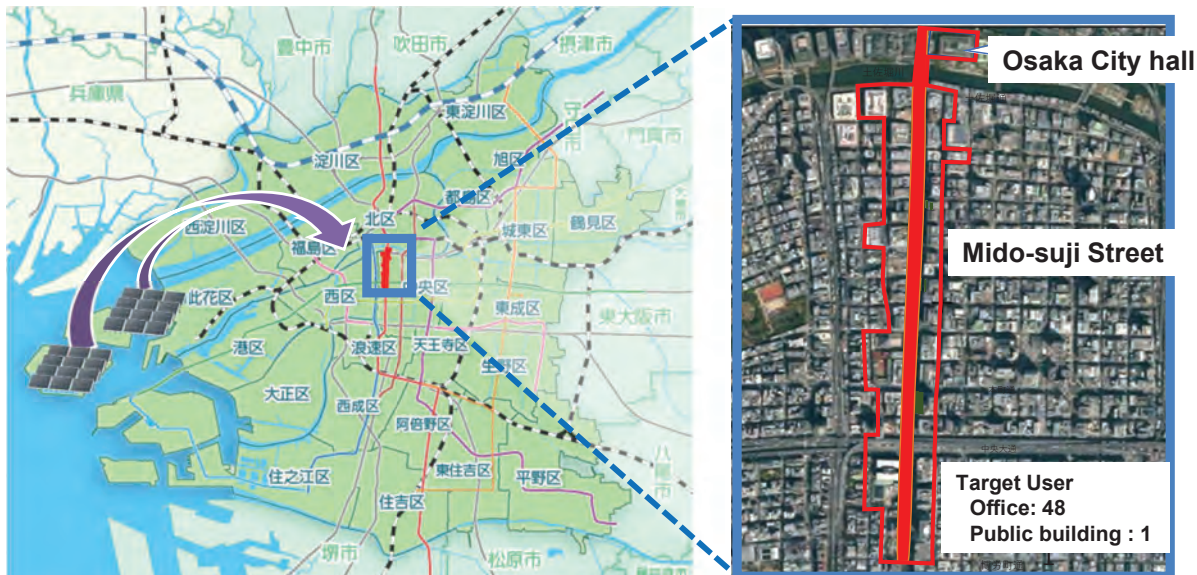 豊中市
吹田市
摂津市
兵庫県
東淀川区
守口市
門真市
淀川区
旭区
都島区
鶴見区
北区
西淀川区
城東区
福島区
此花区
西区
中央区
東成区
東大阪市
港区
浪速区
天王寺区
生野区
大正区
西成区
阿倍野区
八尾市
住之江区
東住吉区
平野区
住吉区
堺市
松原市
Osaka City hall
Mido-suji Street
中央大通
Target User
Office: 48
Public building : 1